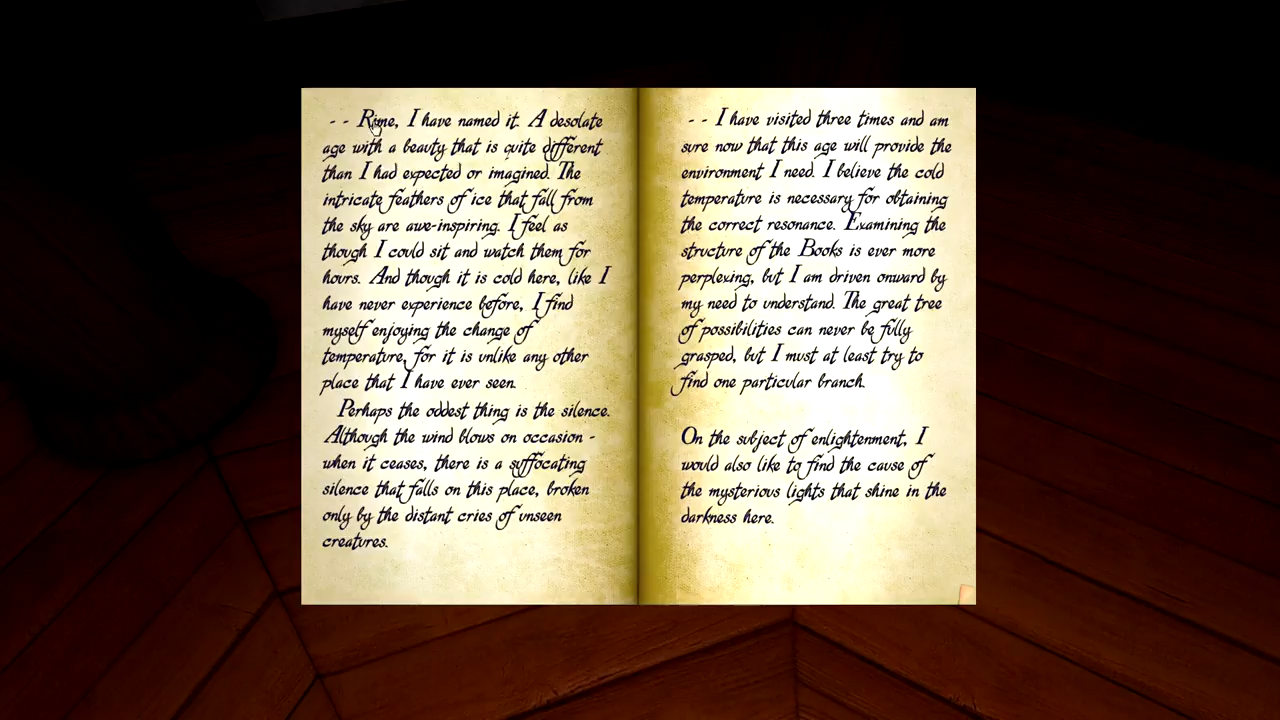 - - Rime, I have named it. A desolate
age with a beauty that is quite different
than I had expected or imagined. The
intricate feathers of ice that fall from
the sky are awe-inspiring. I feel as
though I could sit and watch them for
hours. And though it is cold here, like I
have never experience before, I find
myself enjoying the change of
temperature, for it is unlike any other
place that I have ever seen.
Perhaps the oddest thing is the silence.
Although the wind blows on occasion -
when it ceases, there is a suffocating
silence that falls on this place, broken
only by the distant cries of unseen
creatures.
- - I have visited three times and am
sure now that this age will provide the
environment I need. I believe the cold
temperature is necessary for obtaining
the correct resonance. Examining the
structure of the Books is ever more
perplexing, but I am driven onward by
my need to understand. The great tree
of possibilities can never be fully
grasped, but I must at least try to
find one particular branch.
On the subject of enlightenment, I
would also like to find the cause of
the mysterious lights that shine in the
darkness here.